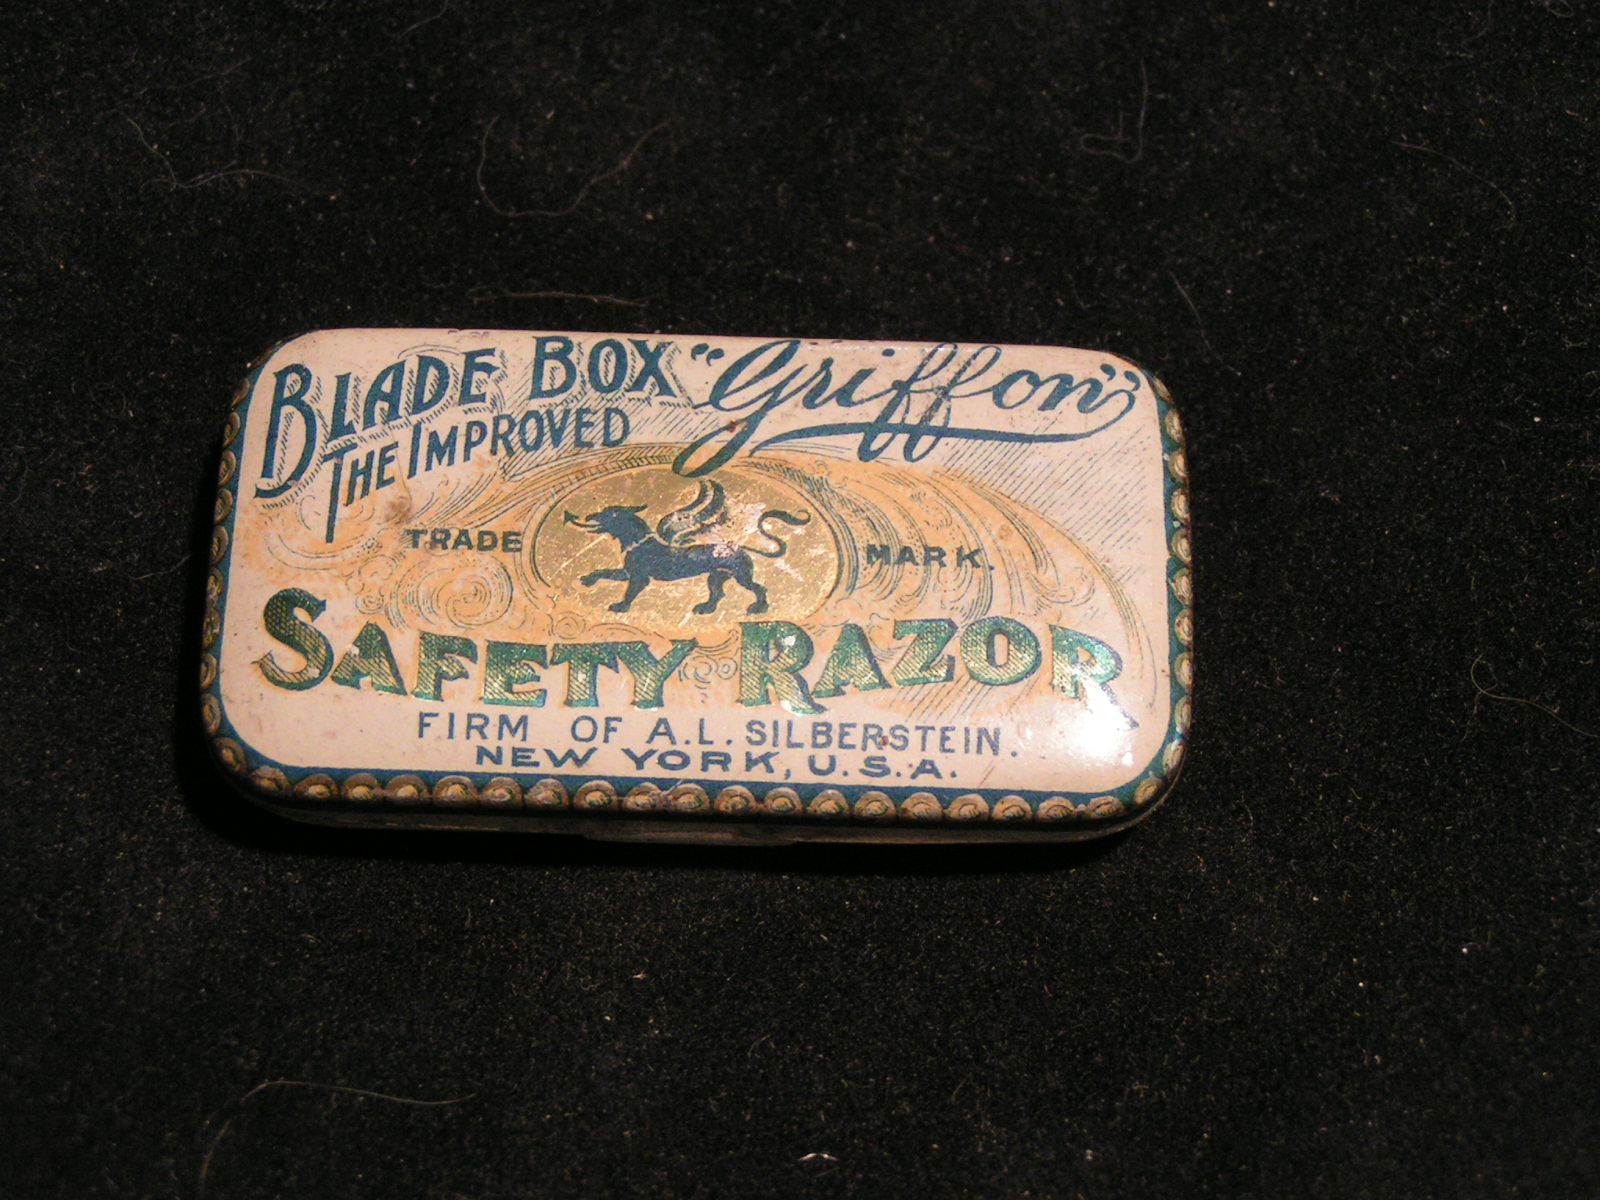 BLADE BOX "Griffon"
THE IMPROVED
TRADE MARK.
SAFETY RAZOR
FIRM OF A.L. SILBERSTEIN.
NEW YORK, U.S.A.